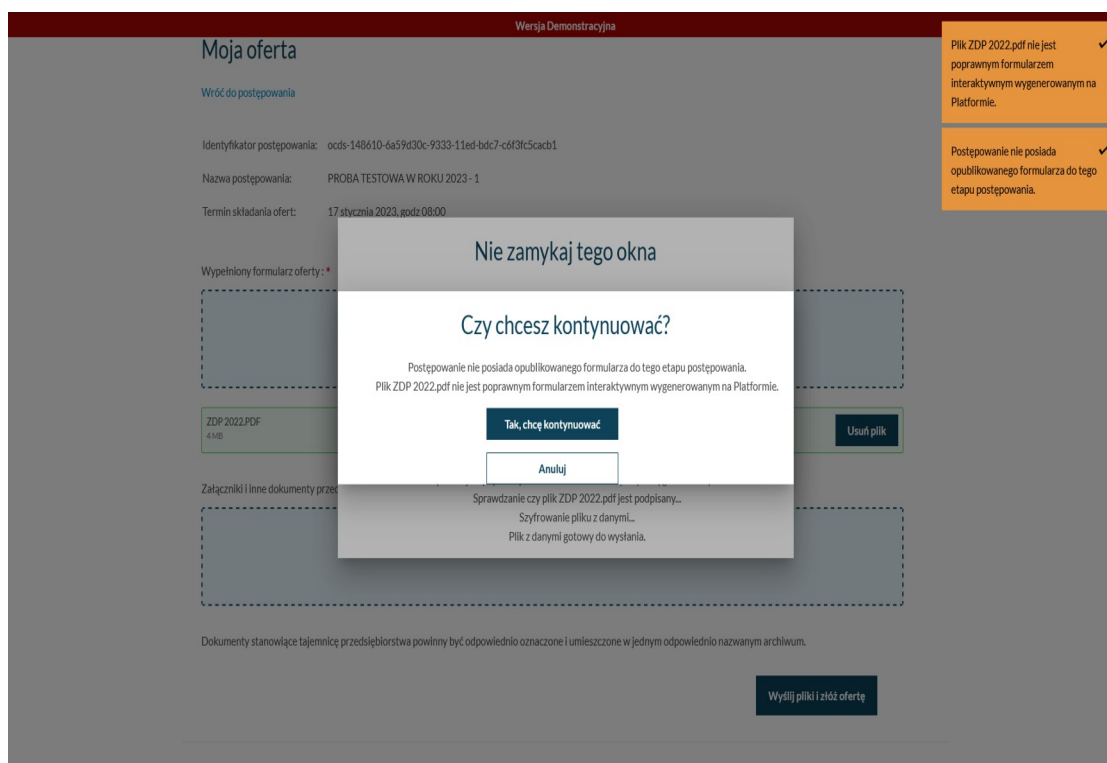 Wersja Demonstracyjna
Moja oferta
Wróć do postępowania
Identyfikator postępowania: ocds-148610-6a59d30c-9333-11ed-bdc7-c6f3fc5cacb1
Nazwa postępowania: PROBA TESTOWA W ROKU 2023 - 1
Termin składania ofert: 17 stycznia 2023, godz 08:00
Wypełniony formularz oferty : *
Plik ZDP 2022.pdf nie jest
poprawnym formularzem
interaktywnym wygenerowanym na
Platformie.
Postępowanie nie posiada
opublikowanego formularza do tego
etapu postępowania.
Nie zamykaj tego okna
Czy chcesz kontynuować?
Postępowanie nie posiada opublikowanego formularza do tego etapu postępowania.
Plik ZDP 2022.pdf nie jest poprawnym formularzem interaktywnym wygenerowanym na Platformie.
Tak, chcę kontynuować
Anuluj
ZDP 2022.PDF
4 MB
Usuń plik
Załączniki i inne dokumenty
Sprawdzanie czy plik ZDP 2022.pdf jest podpisany...
Szyfrowanie pliku z danymi...
Plik z danymi gotowy do wysłania.
Dokumenty stanowiące tajemnicę przedsiębiorstwa powinny być odpowiednio oznaczone i umieszczone w jednym odpowiednio nazwanym archiwum.
Wyślij pliki i złóż ofertę